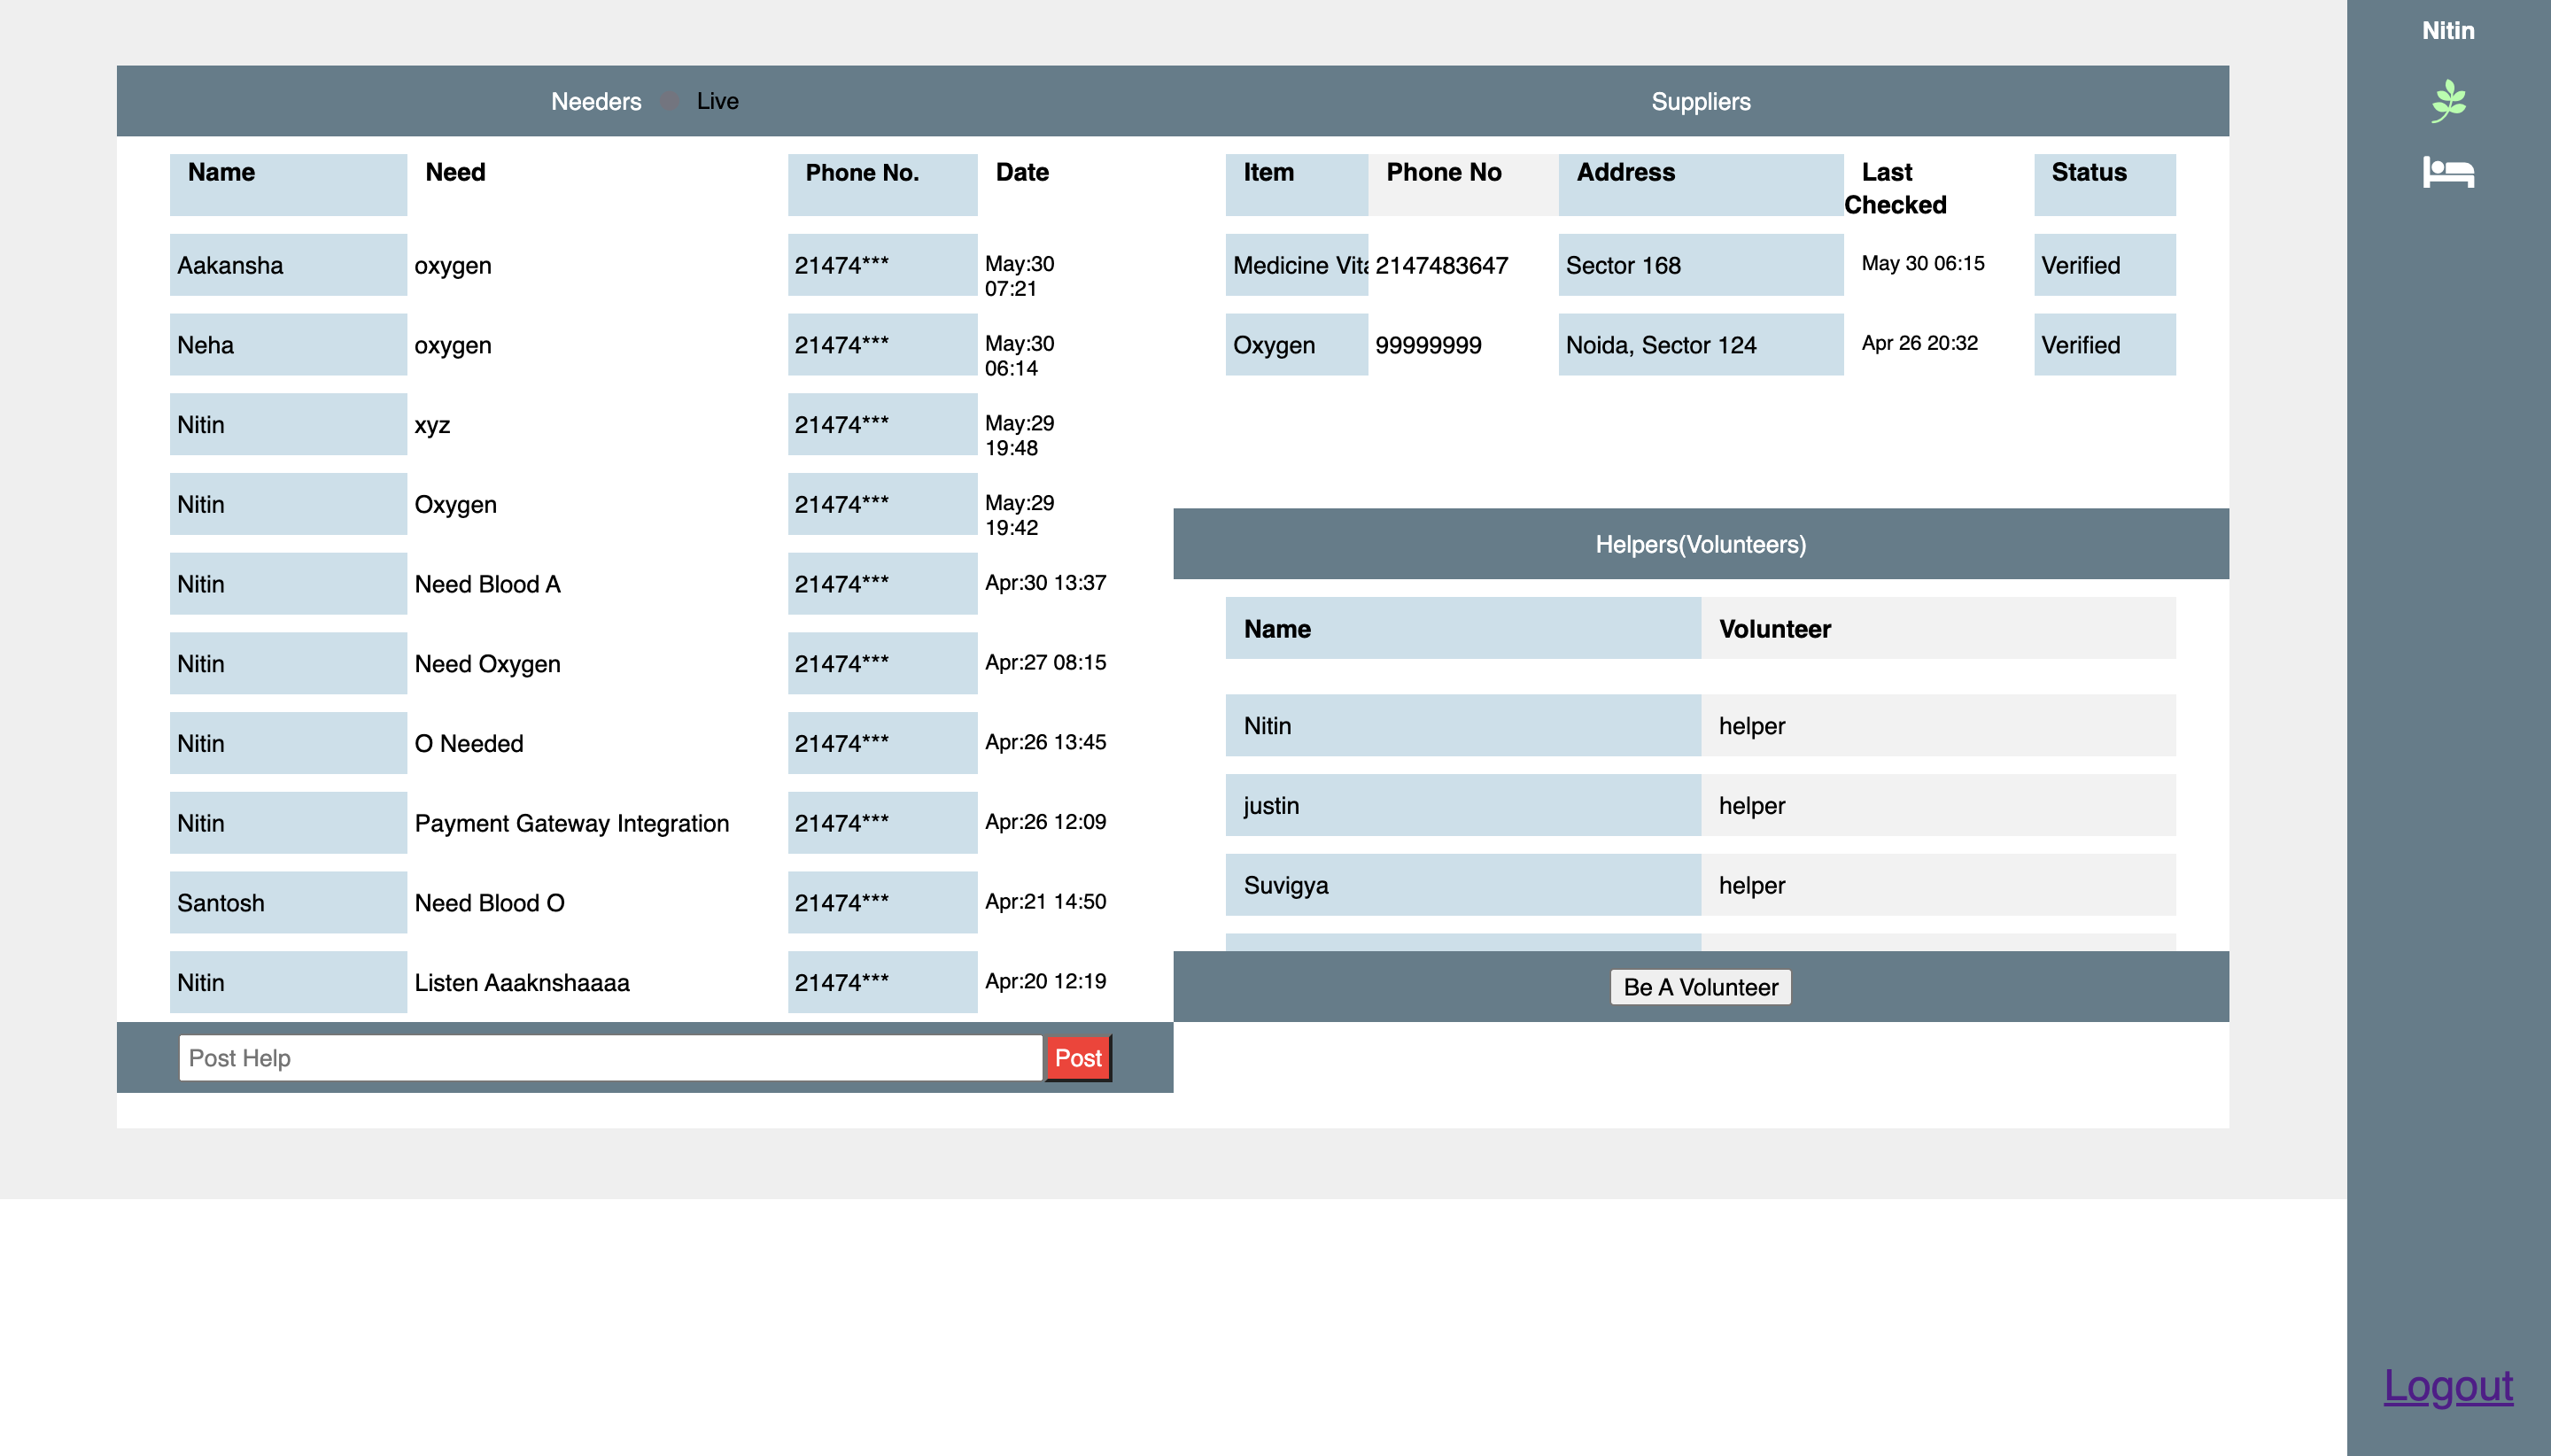 Nitin
Needers Live
Suppliers
Name Need Phone No. Date
Aakansha oxygen 21474*** May:30
07:21
Neha oxygen 21474*** May:30
06:14
Nitin xyz 21474*** May:29
19:48
Nitin Oxygen 21474*** May:29
19:42
Nitin Need Blood A 21474*** Apr:30 13:37
Nitin Need Oxygen 21474*** Apr:27 08:15
Nitin O Needed 21474*** Apr:26 13:45
Nitin Payment Gateway Integration 21474*** Apr:26 12:09
Santosh Need Blood O 21474*** Apr:21 14:50
Nitin Listen Aaaknshaaaa 21474*** Apr:20 12:19
Post Help Post
Item Phone No Address Last Status
Checked
Medicine 2147483647 Sector 168 May 30 06:15 Verified
Oxygen 99999999 Noida, Sector 124 Apr 26 20:32 Verified
Helpers(Volunteers)
Name Volunteer
Nitin helper
justin helper
Suvigya helper
Be A Volunteer
Logout